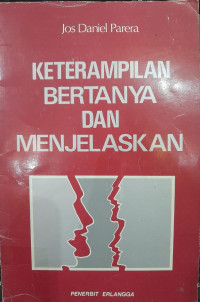 Jos Daniel Parera
KETERAMPILAN
BERTANYA
DAN
MENJELASKAN
PENERBIT ERLANGGA